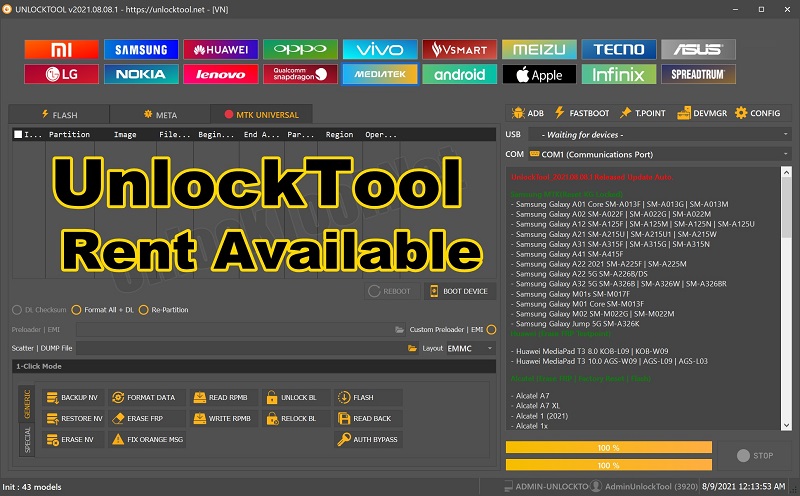 UNLOCKTOOL v2021.08.08.1 - https://unlocktool.net - [VN]
MI SAMSUNG HUAWEI oppo vivo VSMART MEIZU TECNO ASUS
LG NOKIA lenovo Qualcomm snapdragon MEDIATEK android Apple Infinix SPREADTRUM
FLASH META MTK UNIVERSAL
ADB FASTBOOT T.POINT DEVMGR CONFIG
I... Partition Image File... Begin... End A... Par... Region Oper...
USB - Waiting for devices -
COM COM1 (Communications Port)
UnlockTool
Rent Available
UnlockTool_2021.08.08.1 Released Update Auto
- Samsung Galaxy A01 Core SM-A013F | SM-A013G | SM-A013M
- Samsung Galaxy A02 SM-A022F | SM-A022G | SM-A022M
- Samsung Galaxy A12 SM-A125F | SM-A125M | SM-A125N | SM-A125U
- Samsung Galaxy A21 SM-A215U | SM-A215U1 | SM-A215W
- Samsung Galaxy A31 SM-A315F | SM-A315G | SM-A315N
- Samsung Galaxy A41 SM-A415F
- Samsung Galaxy A22 2021 SM-A225F | SM-A225M
- Samsung Galaxy A22 5G SM-A226B/DS
- Samsung Galaxy A32 5G SM-A326B | SM-A326W | SM-A326BR
- Samsung Galaxy M01s SM-M017F
- Samsung Galaxy M01 Core SM-M013F
- Samsung Galaxy M02 SM-M022G | SM-M022M
- Samsung Galaxy Jump 5G SM-A326K
- Huawei MediaPad T3 8.0 KOB-L09 | KOB-W09
- Huawei MediaPad T3 10.0 AGS-W09 | AGS-L09 | AGS-L03
- Alcatel A7
- Alcatel A7 XL
- Alcatel 1 (2021)
- Alcatel 1x
REBOOT BOOT DEVICE
DL Checksum Format All + DL Re-Partition
Preloader | EMI Custom Preloader | EMI
Scatter | DUMP File Layout EMMC
1-Click Mode
GENERIC
SPECIAL
BACKUP NV FORMAT DATA READ RPMB UNLOCK BL FLASH
RESTORE NV ERASE FRP WRITE RPMB RELOCK BL READ BACK
ERASE NV FIX ORANGE MSG AUTH BYPASS
100 %
100 %
STOP
Init : 43 models
ADMIN-UNLOCKTO AdminUnlockTool (3920) 8/9/2021 12:13:53 AM